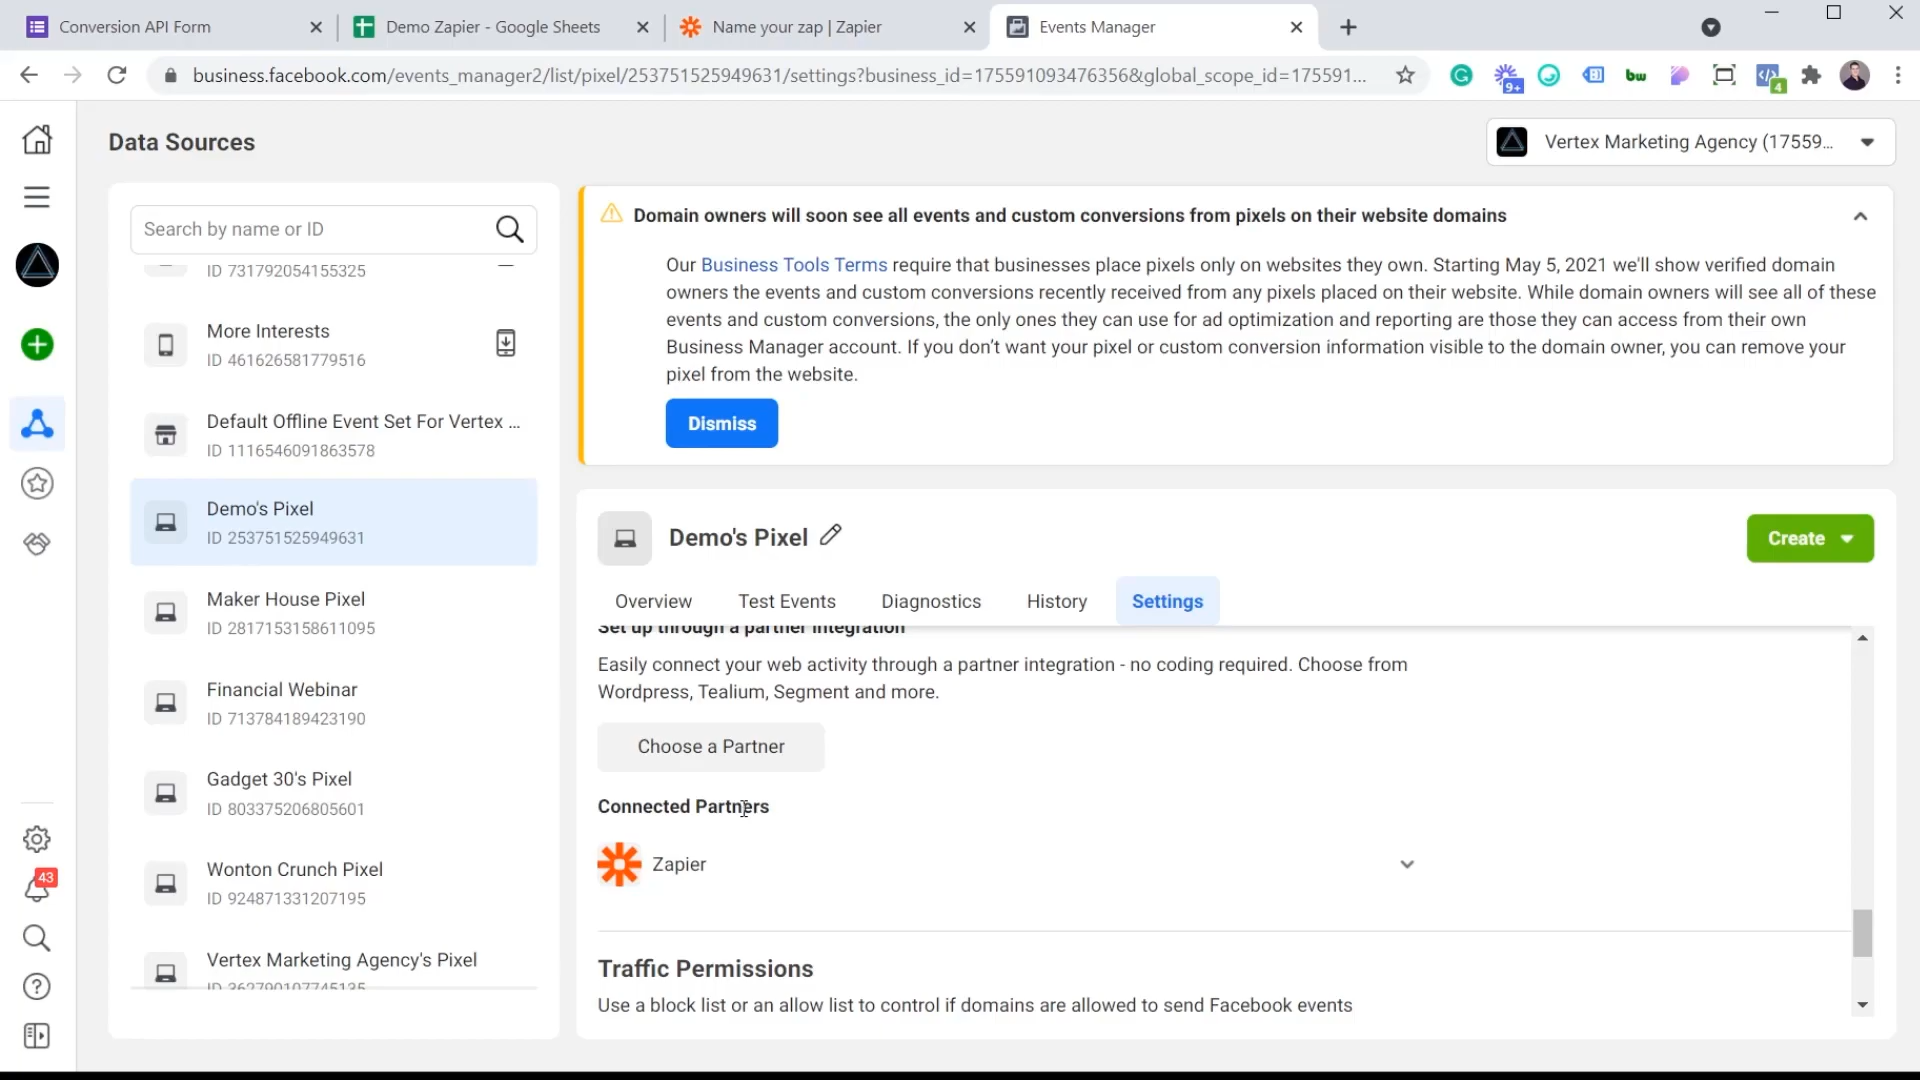 Conversion API Form
Demo Zapier - Google Sheets
Name your zap | Zapier
Events Manager
business.facebook.com/events_manager2/list/pixel/253751525949631/settings?business_id=175591093476356&global_scope_id=175591...
9+
bw
4
Data Sources
Vertex Marketing Agency (17559...
Search by name or ID
ID 731792054155325
More Interests
ID 461626581779516
Default Offline Event Set For Vertex ...
ID 1116546091863578
Demo's Pixel
ID 253751525949631
Maker House Pixel
ID 2817153158611095
Financial Webinar
ID 713784189423190
Gadget 30's Pixel
ID 803375206805601
Wonton Crunch Pixel
ID 924871331207195
Vertex Marketing Agency's Pixel
ID 362790107745135
43
Domain owners will soon see all events and custom conversions from pixels on their website domains
Our Business Tools Terms require that businesses place pixels only on websites they own. Starting May 5, 2021 we'll show verified domain
owners the events and custom conversions recently received from any pixels placed on their website. While domain owners will see all of these
events and custom conversions, the only ones they can use for ad optimization and reporting are those they can access from their own
Business Manager account. If you don't want your pixel or custom conversion information visible to the domain owner, you can remove your
pixel from the website.
Dismiss
Demo's Pixel
Create
Overview
Test Events
Diagnostics
History
Settings
Set up through a partner integration
Easily connect your web activity through a partner integration - no coding required. Choose from
Wordpress, Tealium, Segment and more.
Choose a Partner
Connected Partners
Zapier
Traffic Permissions
Use a block list or an allow list to control if domains are allowed to send Facebook events